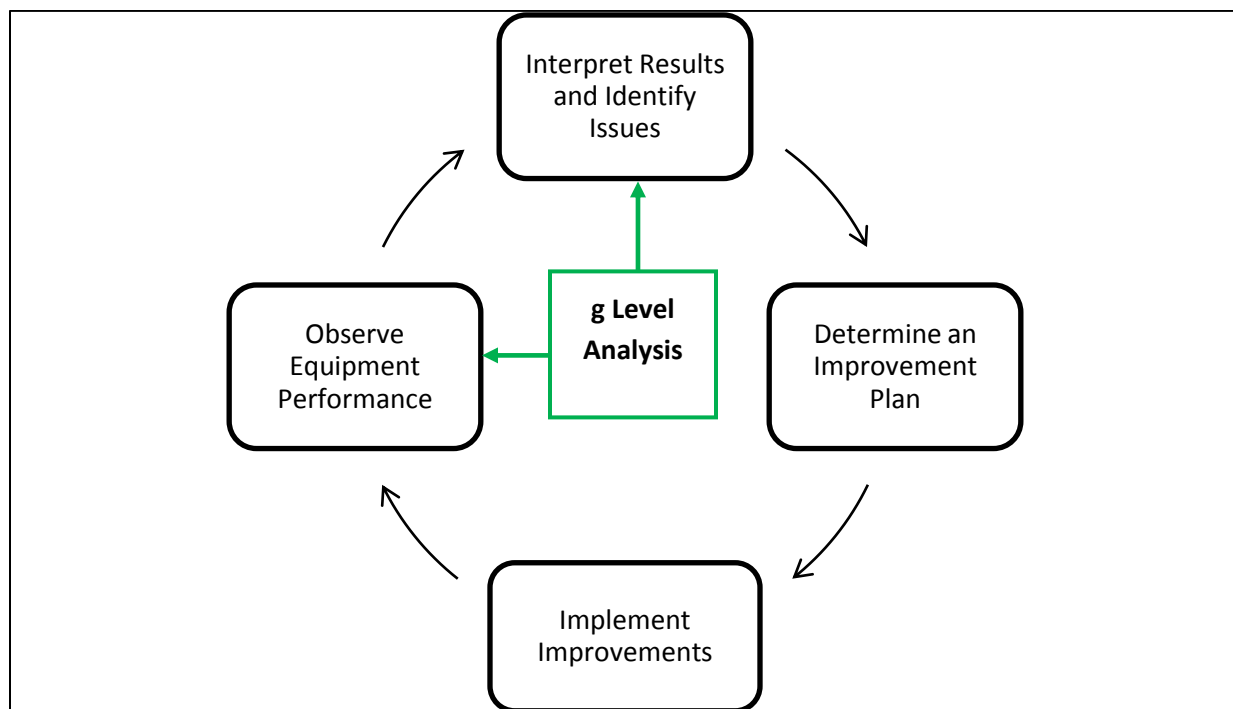 Interpret Results
and Identify
Issues
g Level
Analysis
Observe
Equipment
Performance
Determine an
Improvement
Plan
Implement
Improvements